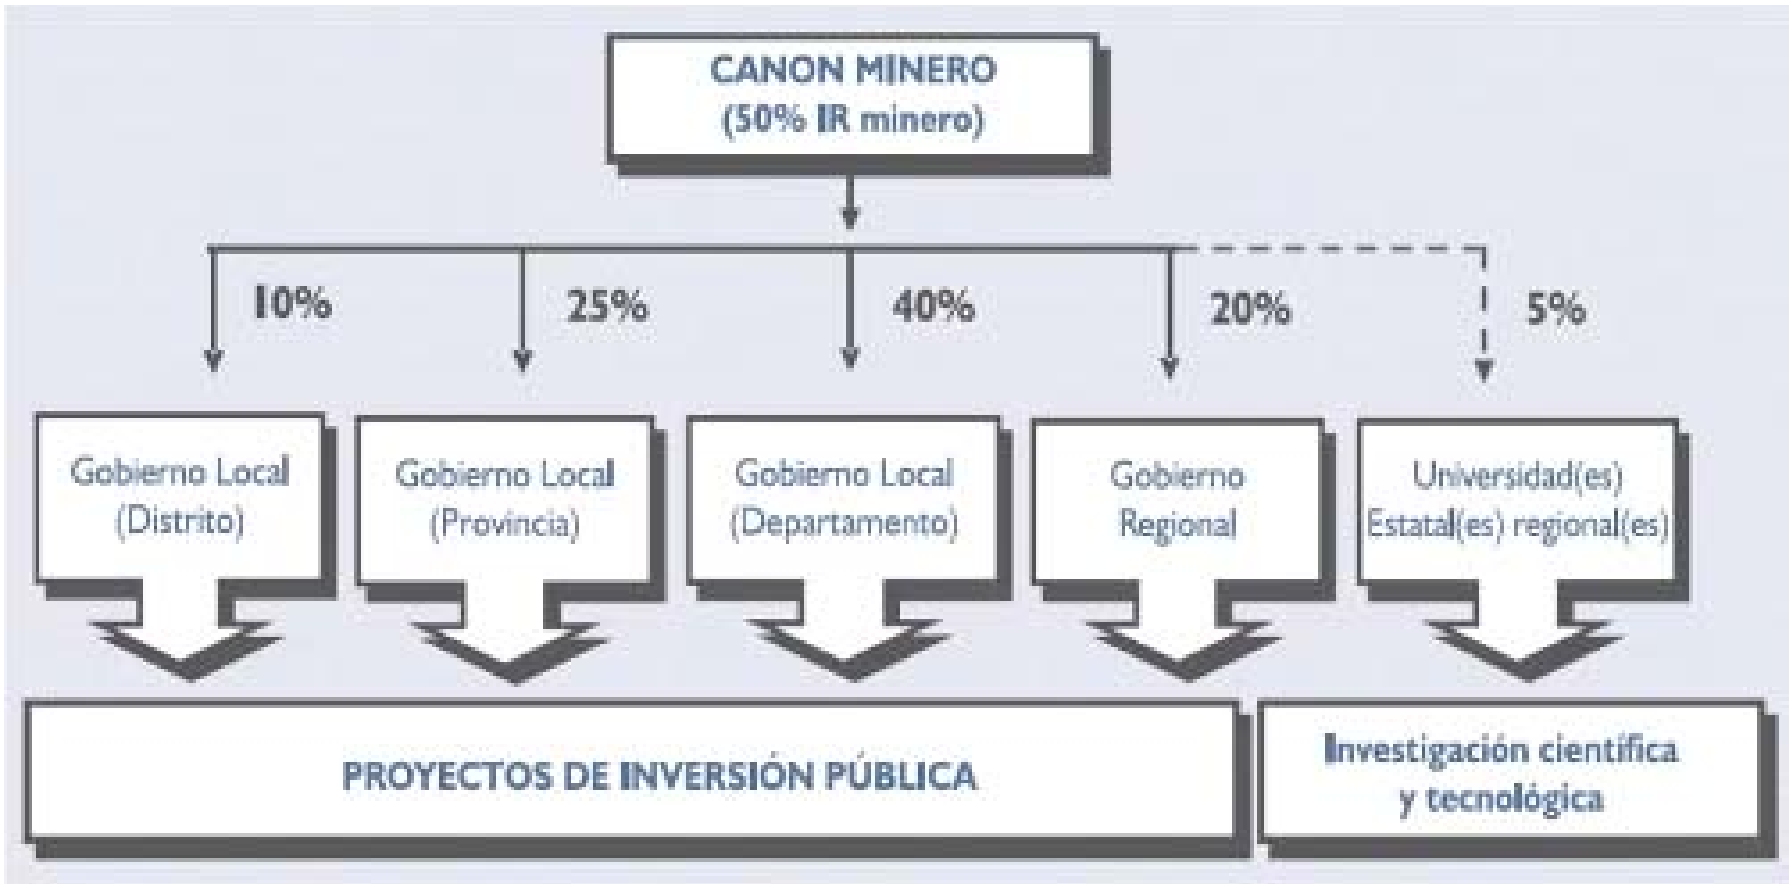 CANON MINERO
(50% IR minero)
10%
25%
40%
20%
5%
Gobierno Local
(Distrito)
Gobierno Local
(Provincia)
Gobierno Local
(Departamento)
Gobierno
Regional
Universidad(es)
Estatal(es) regional(es)
PROYECTOS DE INVERSIÓN PÚBLICA
Investigación científica
y tecnológica